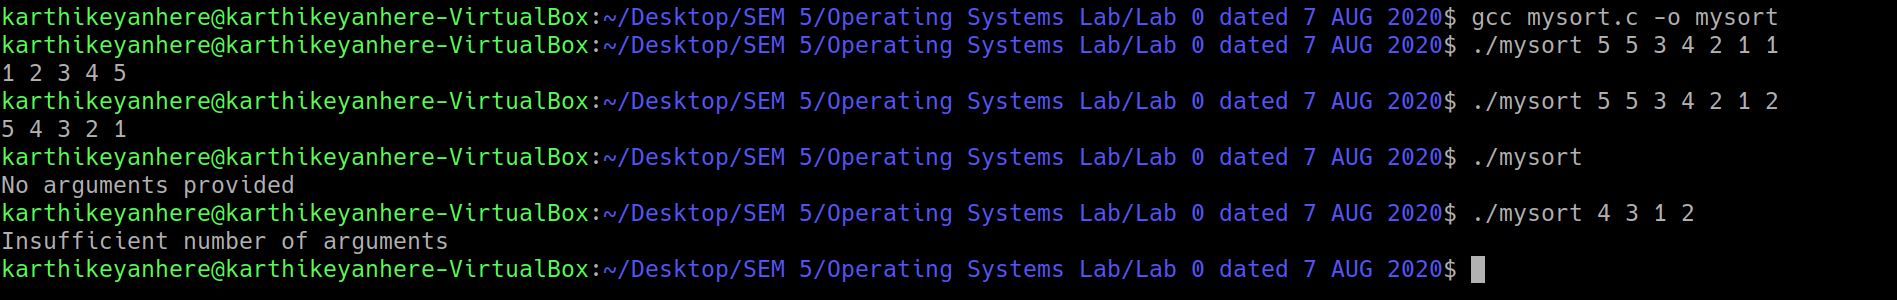 karthikeyanhere@karthikeyanhere-VirtualBox:~/Desktop/SEM 5/Operating Systems Lab/Lab 0 dated 7 AUG 2020$ gcc mysort.c -o mysort
karthikeyanhere@karthikeyanhere-VirtualBox:~/Desktop/SEM 5/Operating Systems Lab/Lab 0 dated 7 AUG 2020$ ./mysort 5 5 3 4 2 1 1
1 2 3 4 5
karthikeyanhere@karthikeyanhere-VirtualBox:~/Desktop/SEM 5/Operating Systems Lab/Lab 0 dated 7 AUG 2020$ ./mysort 5 5 3 4 2 1 2
5 4 3 2 1
karthikeyanhere@karthikeyanhere-VirtualBox:~/Desktop/SEM 5/Operating Systems Lab/Lab 0 dated 7 AUG 2020$ ./mysort
No arguments provided
karthikeyanhere@karthikeyanhere-VirtualBox:~/Desktop/SEM 5/Operating Systems Lab/Lab 0 dated 7 AUG 2020$ ./mysort 4 3 1 2
Insufficient number of arguments
karthikeyanhere@karthikeyanhere-VirtualBox:~/Desktop/SEM 5/Operating Systems Lab/Lab 0 dated 7 AUG 2020$